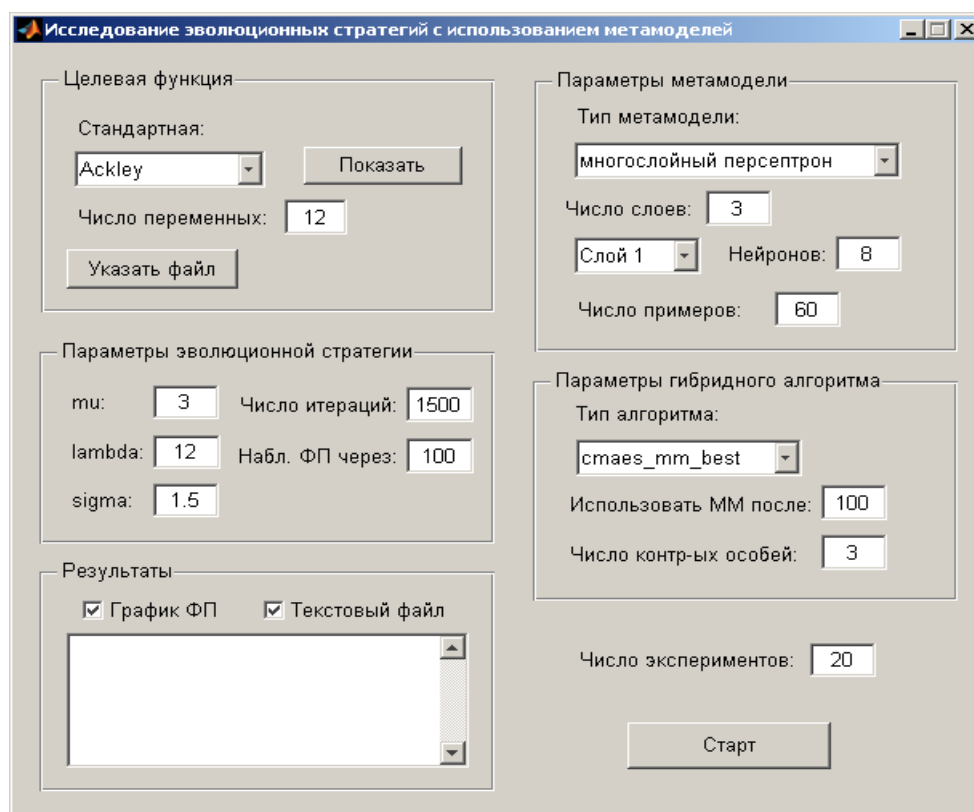 Исследование эволюционных стратегий с использованием метамоделей
Целевая функция
Стандартная:
Ackley
Показать
Число переменных: 12
Указать файл
Параметры эволюционной стратегии
mu: 3 Число итераций: 1500
lambda: 12 Набл. ФП через: 100
sigma: 1.5
Результаты
График ФП Текстовый файл
Параметры метамодели
Тип метамодели:
многослойный персептрон
Число слоев: 3
Слой 1 Нейронов: 8
Число примеров: 60
Параметры гибридного алгоритма
Тип алгоритма:
cmaes_mm_best
Использовать ММ после: 100
Число контр-ых особей: 3
Число экспериментов: 20
Старт